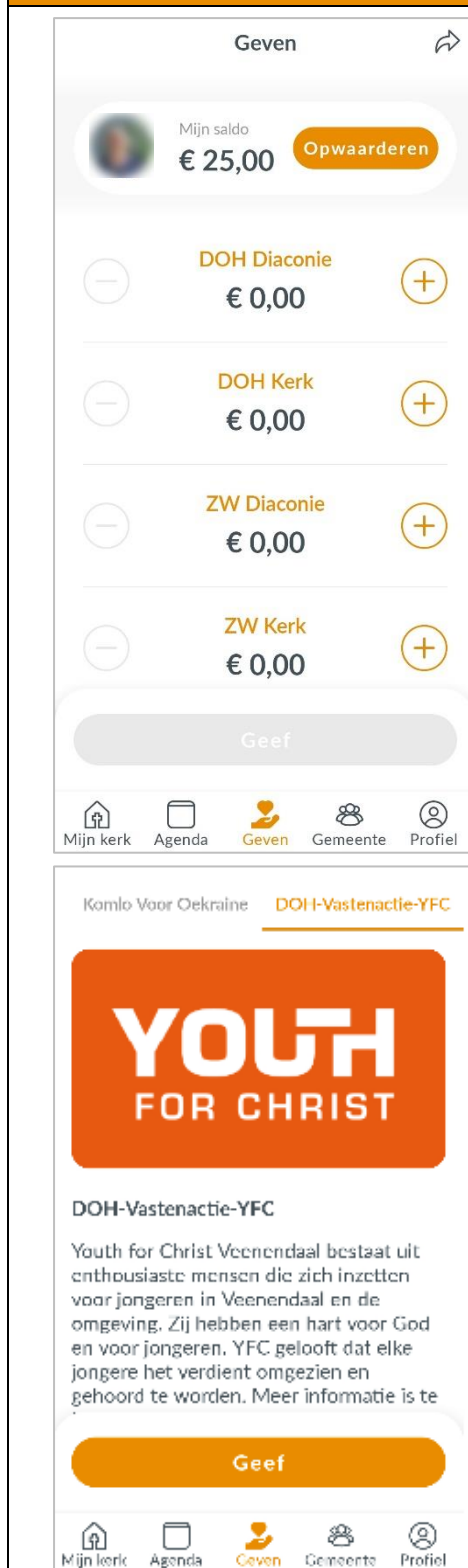 Geven
Mijn saldo
€ 25,00
Opwaarderen
DOH Diaconie
€ 0,00
DOH Kerk
€ 0,00
ZW Diaconie
€ 0,00
ZW Kerk
€ 0,00
Geef
Mijn kerk Agenda Geven Gemeente Profiel
Komlo Voor Oekraine DOH-Vastenactie-YFC
YOUTH
FOR CHRIST
DOH-Vastenactie-YFC
Youth for Christ Veenendaal bestaat uit
enthousiaste mensen die zich inzetten
voor jongeren in Veenendaal en de
omgeving. Zij hebben een hart voor God
en voor jongeren. YFC gelooft dat elke
jongere het verdient omgezien en
gehoord te worden. Meer informatie is te
Geef
Mijn kerk Agenda Geven Gemeente Profiel